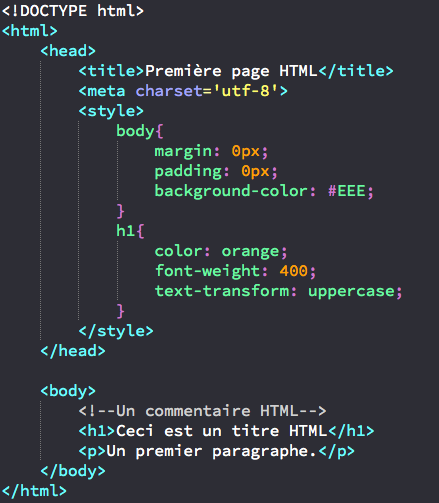 <!DOCTYPE html>
<html>
    <head>
        <title>Première page HTML</title>
        <meta charset='utf-8'>
        <style>
            body{
                margin: 0px;
                padding: 0px;
                background-color: #EEE;
            }
            h1{
                color: orange;
                font-weight: 400;
                text-transform: uppercase;
            }
        </style>
    </head>

    <body>
        <!--Un commentaire HTML-->
        <h1>Ceci est un titre HTML</h1>
        <p>Un premier paragraphe.</p>
    </body>
</html>